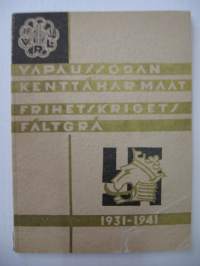 VAPAUSSODAN
KENTTÄHARMAAT
FRIHETSKRIGETS
FÄLTGRÅ
1931-1941